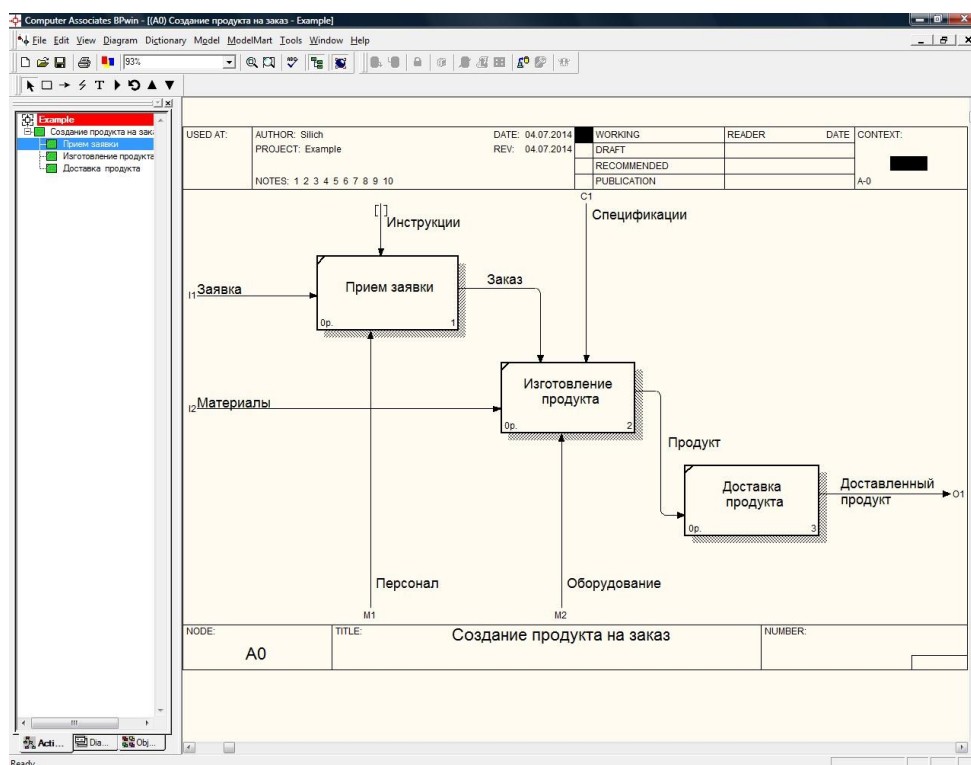 Computer Associates BPwin - [(A0) Создание продукта на заказ - Example]
File Edit View Diagram Dictionary Model ModelMart Tools Window Help
93%
Example
Создание продукта на зак
Прием заявки
Изготовление продукта
Доставка продукта
Acti...
Dia...
Obj...
USED AT:
AUTHOR: Silich
PROJECT: Example
NOTES: 1 2 3 4 5 6 7 8 9 10
DATE: 04.07.2014
REV: 04.07.2014
WORKING
DRAFT
RECOMMENDED
PUBLICATION
READER DATE
CONTEXT:
A-0
C1
Инструкции
Спецификации
I1 Заявка
Прием заявки
0р. 1
Заказ
I2 Материалы
Изготовление
продукта
0р. 2
Продукт
Доставка
продукта
0р. 3
Доставленный
продукт
O1
Персонал
M1
Оборудование
M2
NODE:
A0
TITLE:
Создание продукта на заказ
NUMBER:
Ready